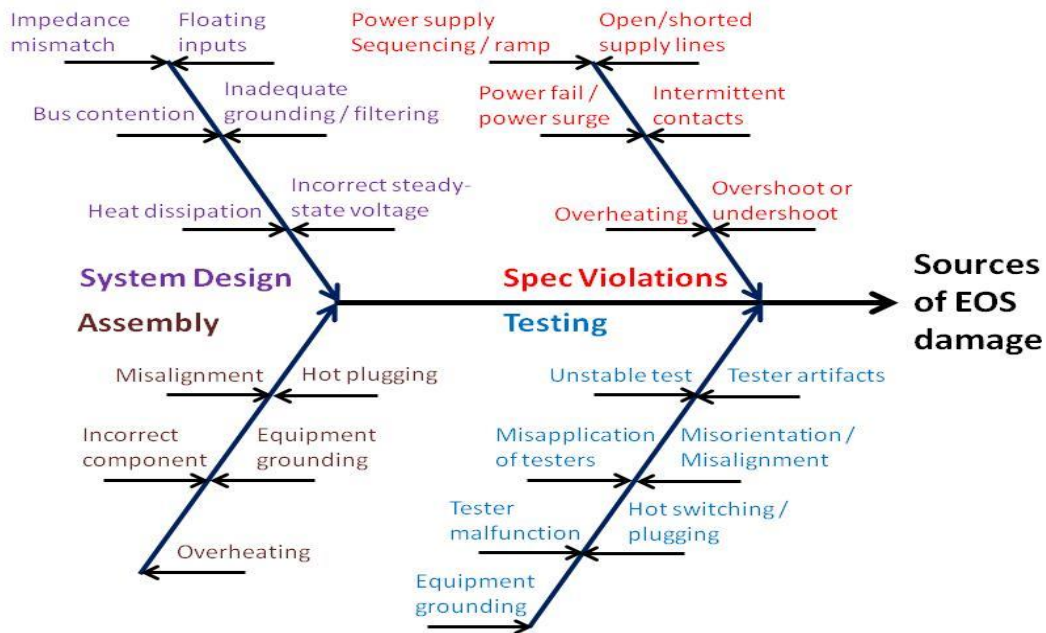 Impedance
mismatch
Floating
inputs
Bus contention
Inadequate
grounding / filtering
Heat dissipation
Incorrect steady-
state voltage
System Design
Power supply
Sequencing / ramp
Open/shorted
supply lines
Power fail /
power surge
Intermittent
contacts
Overheating
Overshoot or
undershoot
Spec Violations
Sources
of EOS
damage
Assembly
Misalignment
Hot plugging
Incorrect
component
Equipment
grounding
Overheating
Testing
Unstable test
Tester artifacts
Misapplication
of testers
Misorientation /
Misalignment
Tester
malfunction
Hot switching /
plugging
Equipment
grounding